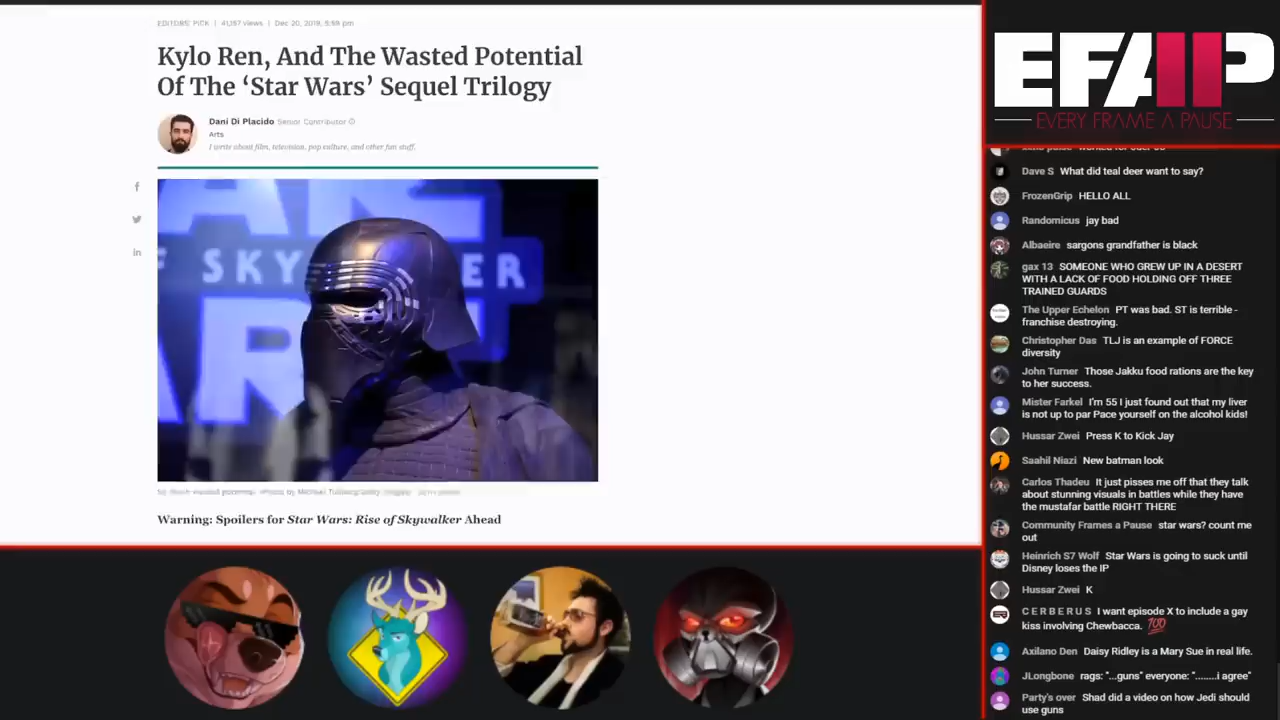 EDITORS' PICK | 41,157 views | Dec 20, 2019, 5:59 pm
Kylo Ren, And The Wasted Potential
Of The ‘Star Wars’ Sequel Trilogy
Dani Di Placido Senior Contributor
Arts
I write about film, television, pop culture, and other fun stuff.
SKY ER
Warning: Spoilers for Star Wars: Rise of Skywalker Ahead
EFAP
EVERY FRAME A PAUSE
Dave S What did teal deer want to say?
FrozenGrip HELLO ALL
Randomicus jay bad
Albaeire sargons grandfather is black
gax 13 SOMEONE WHO GREW UP IN A DESERT
WITH A LACK OF FOOD HOLDING OFF THREE
TRAINED GUARDS
The Upper Echelon PT was bad. ST is terrible -
franchise destroying.
Christopher Das TLJ is an example of FORCE
diversity
John Turner Those Jakku food rations are the key
to her success.
Mister Farkel I'm 55 I just found out that my liver
is not up to par Pace yourself on the alcohol kids!
Hussar Zwei Press K to Kick Jay
Saahil Niazi New batman look
Carlos Thadeu It just pisses me off that they talk
about stunning visuals in battles while they have
the mustafar battle RIGHT THERE
Community Frames a Pause star wars? count me
out
Heinrich S7 Wolf Star Wars is going to suck until
Disney loses the IP
Hussar Zwei K
C E R B E R U S I want episode X to include a gay
kiss involving Chewbacca. 💯
Axilano Den Daisy Ridley is a Mary Sue in real life.
JLongbone rags: "...guns" everyone: "........i agree"
Party's over Shad did a video on how Jedi should
use guns